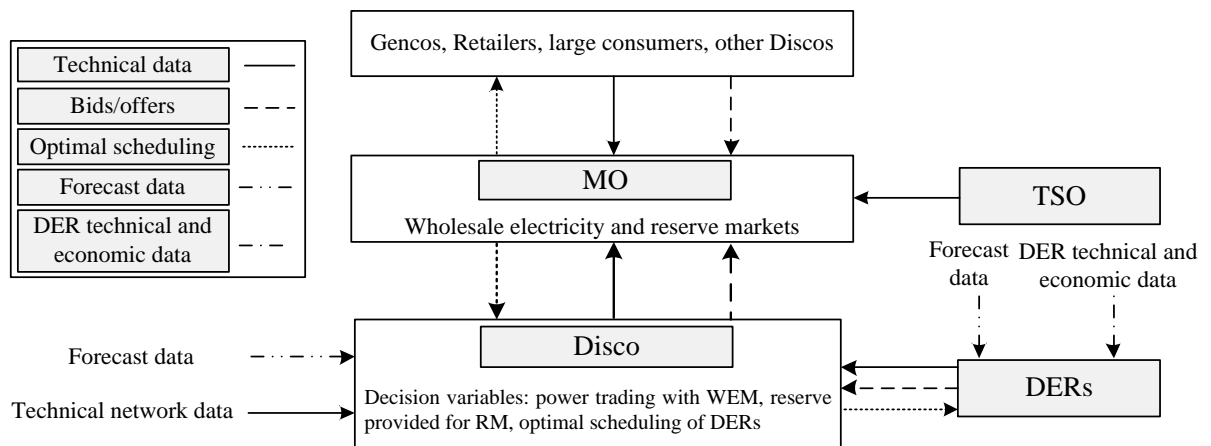 Gencos, Retailers, large consumers, other Discos
Technical data
Bids/offers
Optimal scheduling
Forecast data
DER technical and
economic data
MO
Wholesale electricity and reserve markets
TSO
Forecast
data
DER technical and
economic data
Disco
Decision variables: power trading with WEM, reserve
provided for RM, optimal scheduling of DERs
Forecast data
Technical network data
DERs